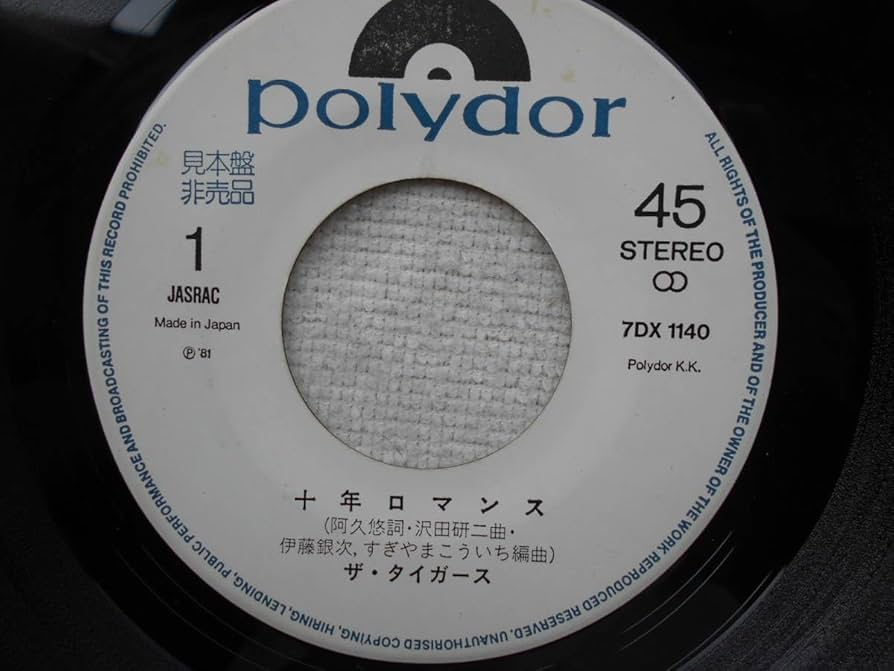 polydor
見本盤
非売品
1
JASRAC
Made in Japan
Ⓟ '81
45
STEREO
7DX 1140
Polydor K.K.
十年ロマンス
(阿久悠詞・沢田研二曲・
伊藤銀次, すぎやまこういち編曲)
ザ・タイガース
ALL RIGHTS OF THE PRODUCER AND OF THE OWNER OF THE WORK REPRODUCED RESERVED. UNAUTHORISED COPYING, HIRING, LENDING, PUBLIC PERFORMANCE AND BROADCASTING OF THIS RECORD PROHIBITED.